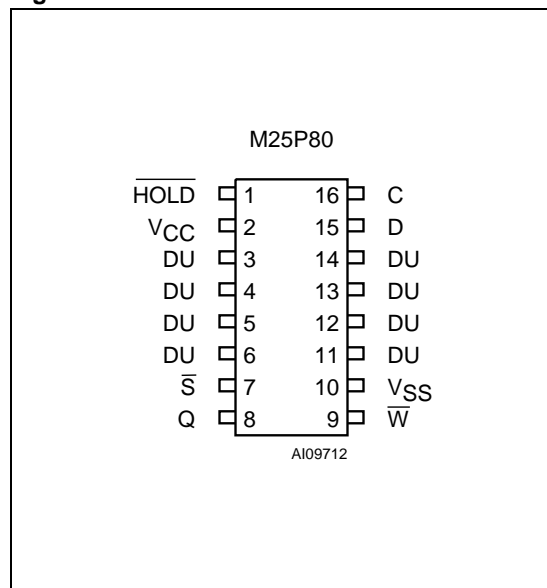 M25P80
HOLD 1 16 C
VCC 2 15 D
DU 3 14 DU
DU 4 13 DU
DU 5 12 DU
DU 6 11 DU
S 7 10 VSS
Q 8 9 W
AI09712